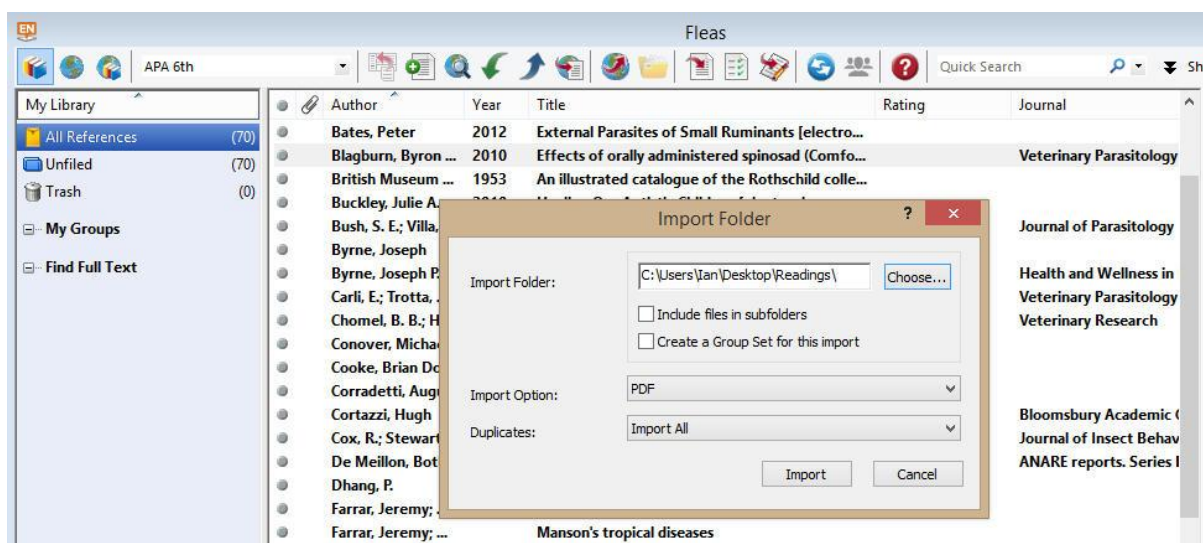 EN
Fleas
APA 6th
Quick Search
Sh
My Library
All References (70)
Unfiled (70)
Trash (0)
My Groups
Find Full Text
Author Year Title Rating Journal
Bates, Peter 2012 External Parasites of Small Ruminants [electro...
Blagburn, Byron ... 2010 Effects of orally administered spinosad (Comfo... Veterinary Parasitology
British Museum ... 1953 An illustrated catalogue of the Rothschild colle...
Buckley, Julie A.
Bush, S. E.; Villa, Journal of Parasitology
Byrne, Joseph
Byrne, Joseph P. Health and Wellness in
Carli, E.; Trotta, . Veterinary Parasitology
Chomel, B. B.; H Veterinary Research
Conover, Micha
Cooke, Brian Do
Corradetti, Aug
Cortazzi, Hugh Bloomsbury Academic
Cox, R.; Stewart Journal of Insect Behav
De Meillon, Bot ANARE reports. Series
Dhang, P.
Farrar, Jeremy; .
Farrar, Jeremy; ... Manson's tropical diseases
Import Folder
?
Import Folder: C:\Users\Ian\Desktop\Readings\ Choose...
Include files in subfolders
Create a Group Set for this import
Import Option: PDF
Duplicates: Import All
Import Cancel